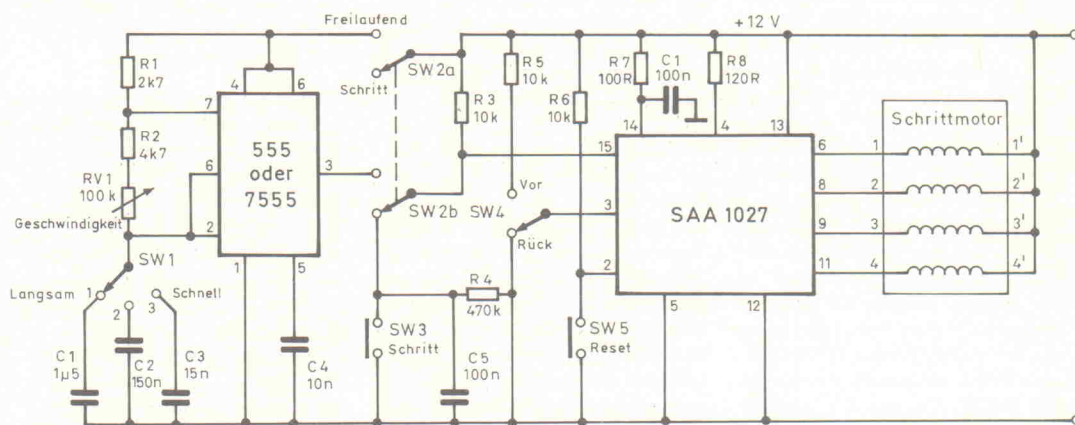 Freilaufend
+12 V
R1
2k7
4
6
7
SW2a
Schritt
R3
10k
R5
10k
R6
10k
R7
100R
C1
100n
R8
120R
14
4
13
Schrittmotor
R2
4k7
555
oder
7555
6
3
15
SAA 1027
6
1
1'
RV1
100k
Geschwindigkeit
2
SW2b
SW4
Vor
Rück
3
8
2
2'
9
3
3'
2
11
4
4'
SW1
Langsam
1
2
3
Schnell
1
5
5
12
R4
470k
SW3
Schritt
SW5
Reset
C1
1µ5
C2
150n
C3
15n
C4
10n
C5
100n